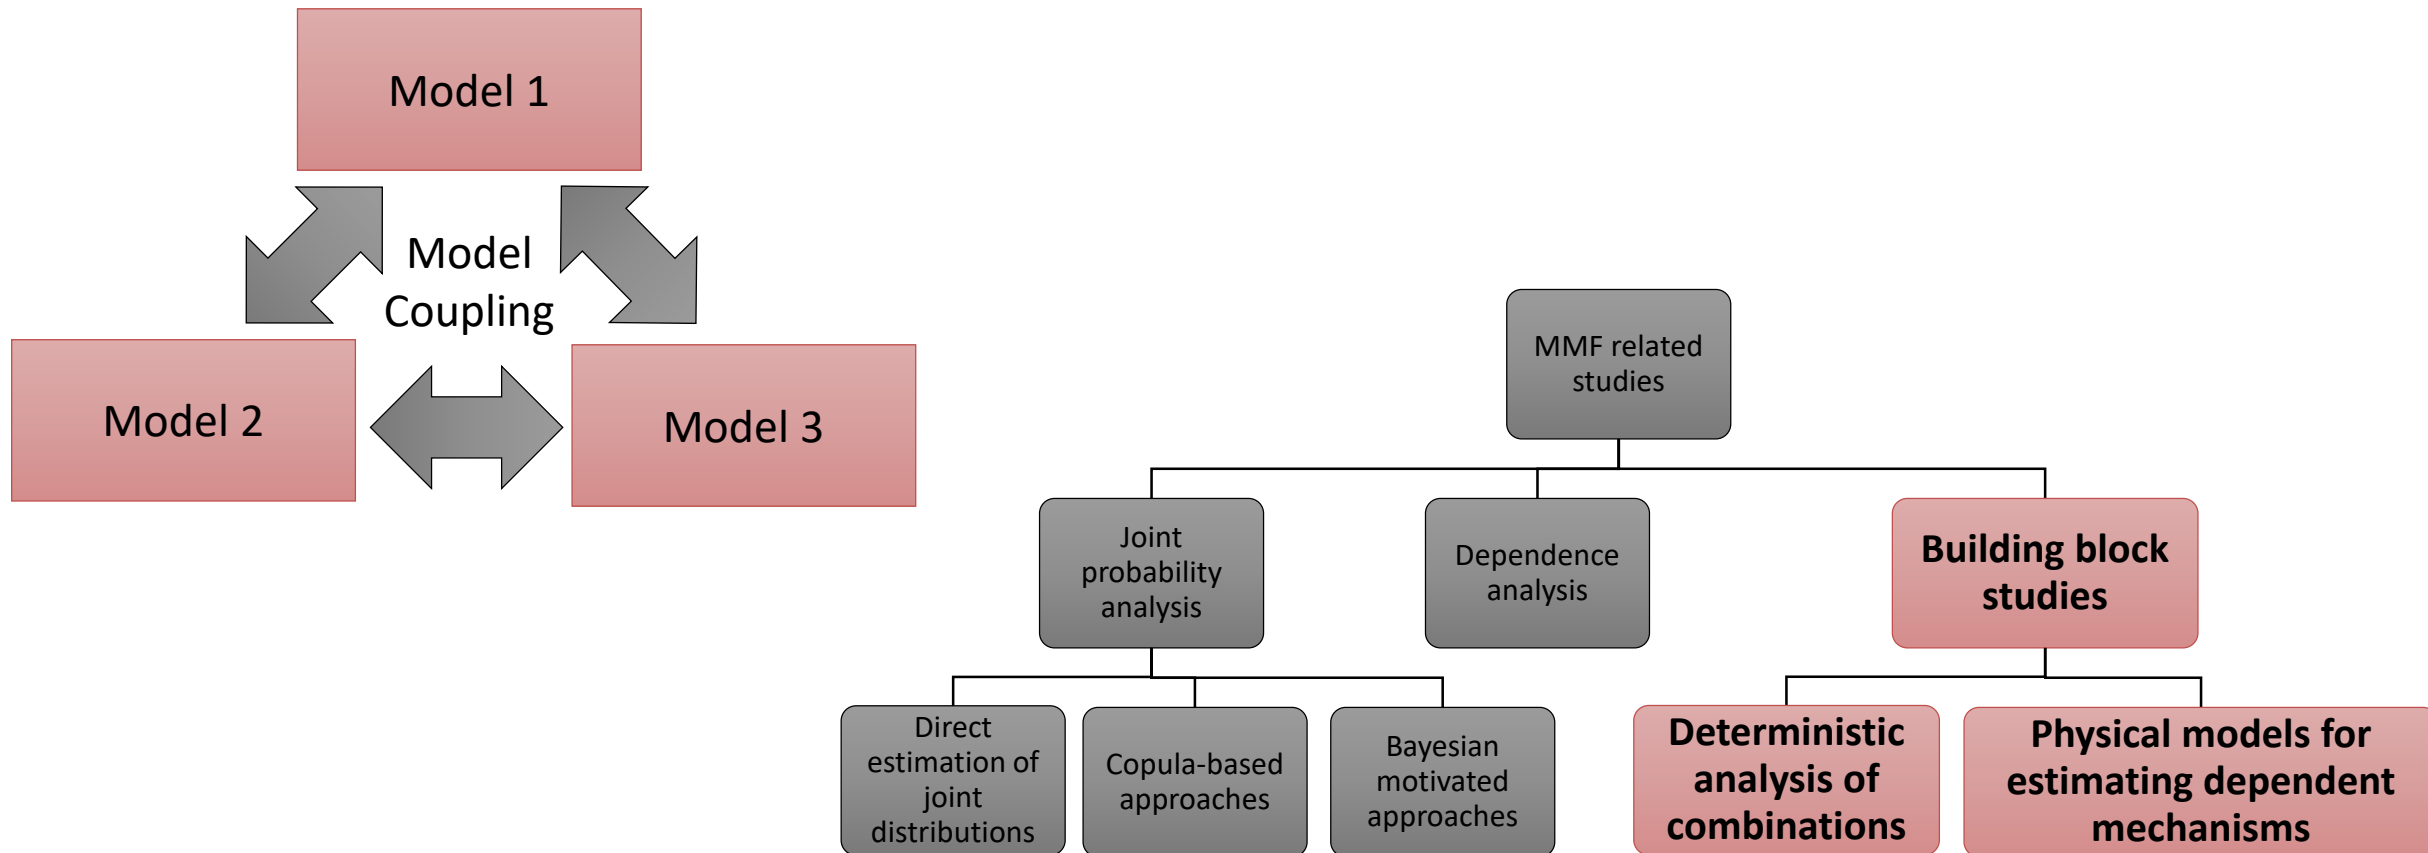 Model 1
Model
Coupling
Model 2
Model 3
MMF related
studies
Joint
probability
analysis
Dependence
analysis
Building block
studies
Direct
estimation of
joint
distributions
Copula-based
approaches
Bayesian
motivated
approaches
Deterministic
analysis of
combinations
Physical models for
estimating dependent
mechanisms